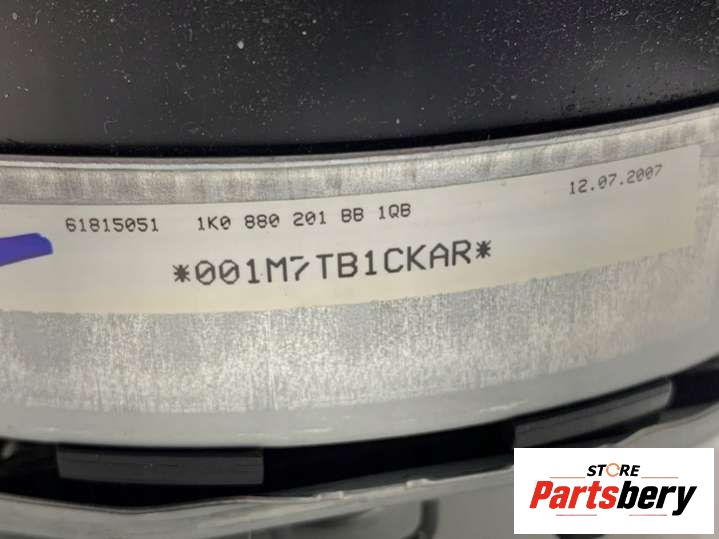 12.07.2007
61815051 1K0 880 201 BB 1QB
*001M7TB1CKAR*
STORE
Partsbery